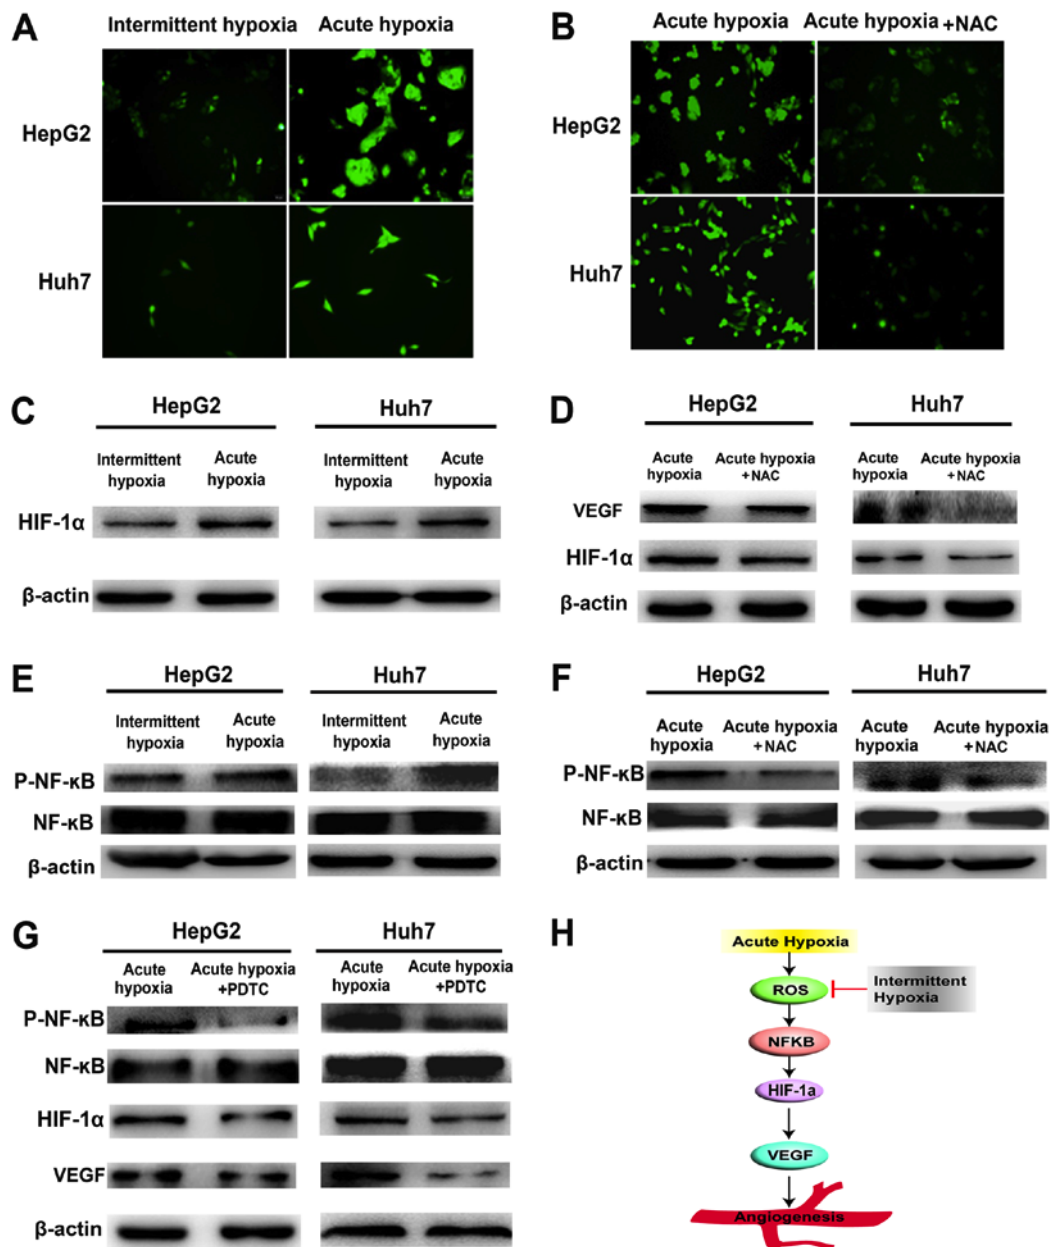 A
Intermittent hypoxia
Acute hypoxia
HepG2
Huh7
B
Acute hypoxia
Acute hypoxia +NAC
HepG2
Huh7
C
HepG2
Huh7
Intermittent hypoxia
Acute hypoxia
Intermittent hypoxia
Acute hypoxia
HIF-1α
β-actin
D
HepG2
Huh7
Acute hypoxia
Acute hypoxia +NAC
Acute hypoxia
Acute hypoxia +NAC
VEGF
HIF-1α
β-actin
E
HepG2
Huh7
Intermittent hypoxia
Acute hypoxia
Intermittent hypoxia
Acute hypoxia
P-NF-κB
NF-κB
β-actin
F
HepG2
Huh7
Acute hypoxia
Acute hypoxia +NAC
Acute hypoxia
Acute hypoxia +NAC
P-NF-κB
NF-κB
β-actin
G
HepG2
Huh7
Acute hypoxia
Acute hypoxia +PDTC
Acute hypoxia
Acute hypoxia +PDTC
P-NF-κB
NF-κB
HIF-1α
VEGF
β-actin
H
Acute Hypoxia
ROS
Intermittent
Hypoxia
NFKB
HIF-1a
VEGF
Angiogenesis